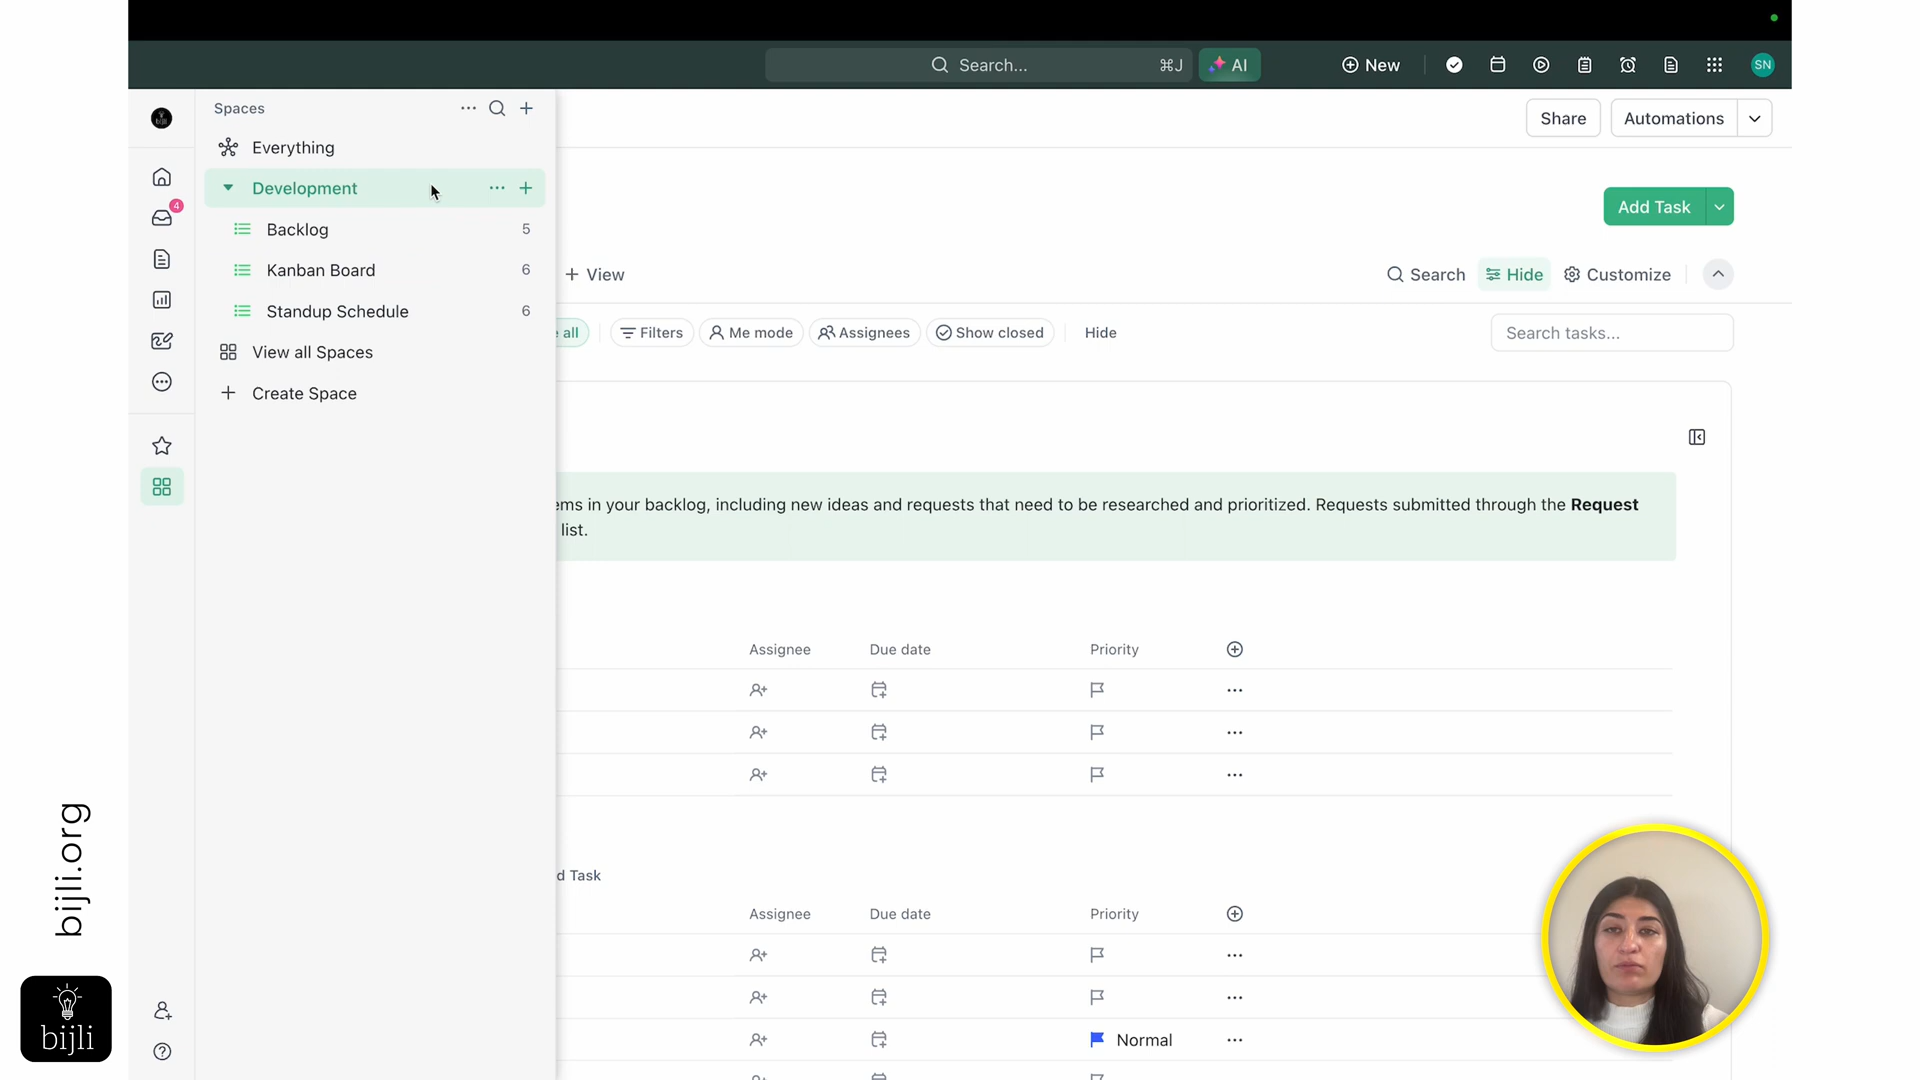 Search... ⌘J
AI
New
SN
bijli
Spaces
Everything
Development
Backlog 5
Kanban Board 6
Standup Schedule 6
View all Spaces
Create Space
4
Share
Automations
Add Task
+ View
Search
Hide
Customize
all
Filters
Me mode
Assignees
Show closed
Hide
Search tasks...
ems in your backlog, including new ideas and requests that need to be researched and prioritized. Requests submitted through the Request
list.
Assignee Due date Priority
d Task
Assignee Due date Priority
Normal
bijli.org
bijli